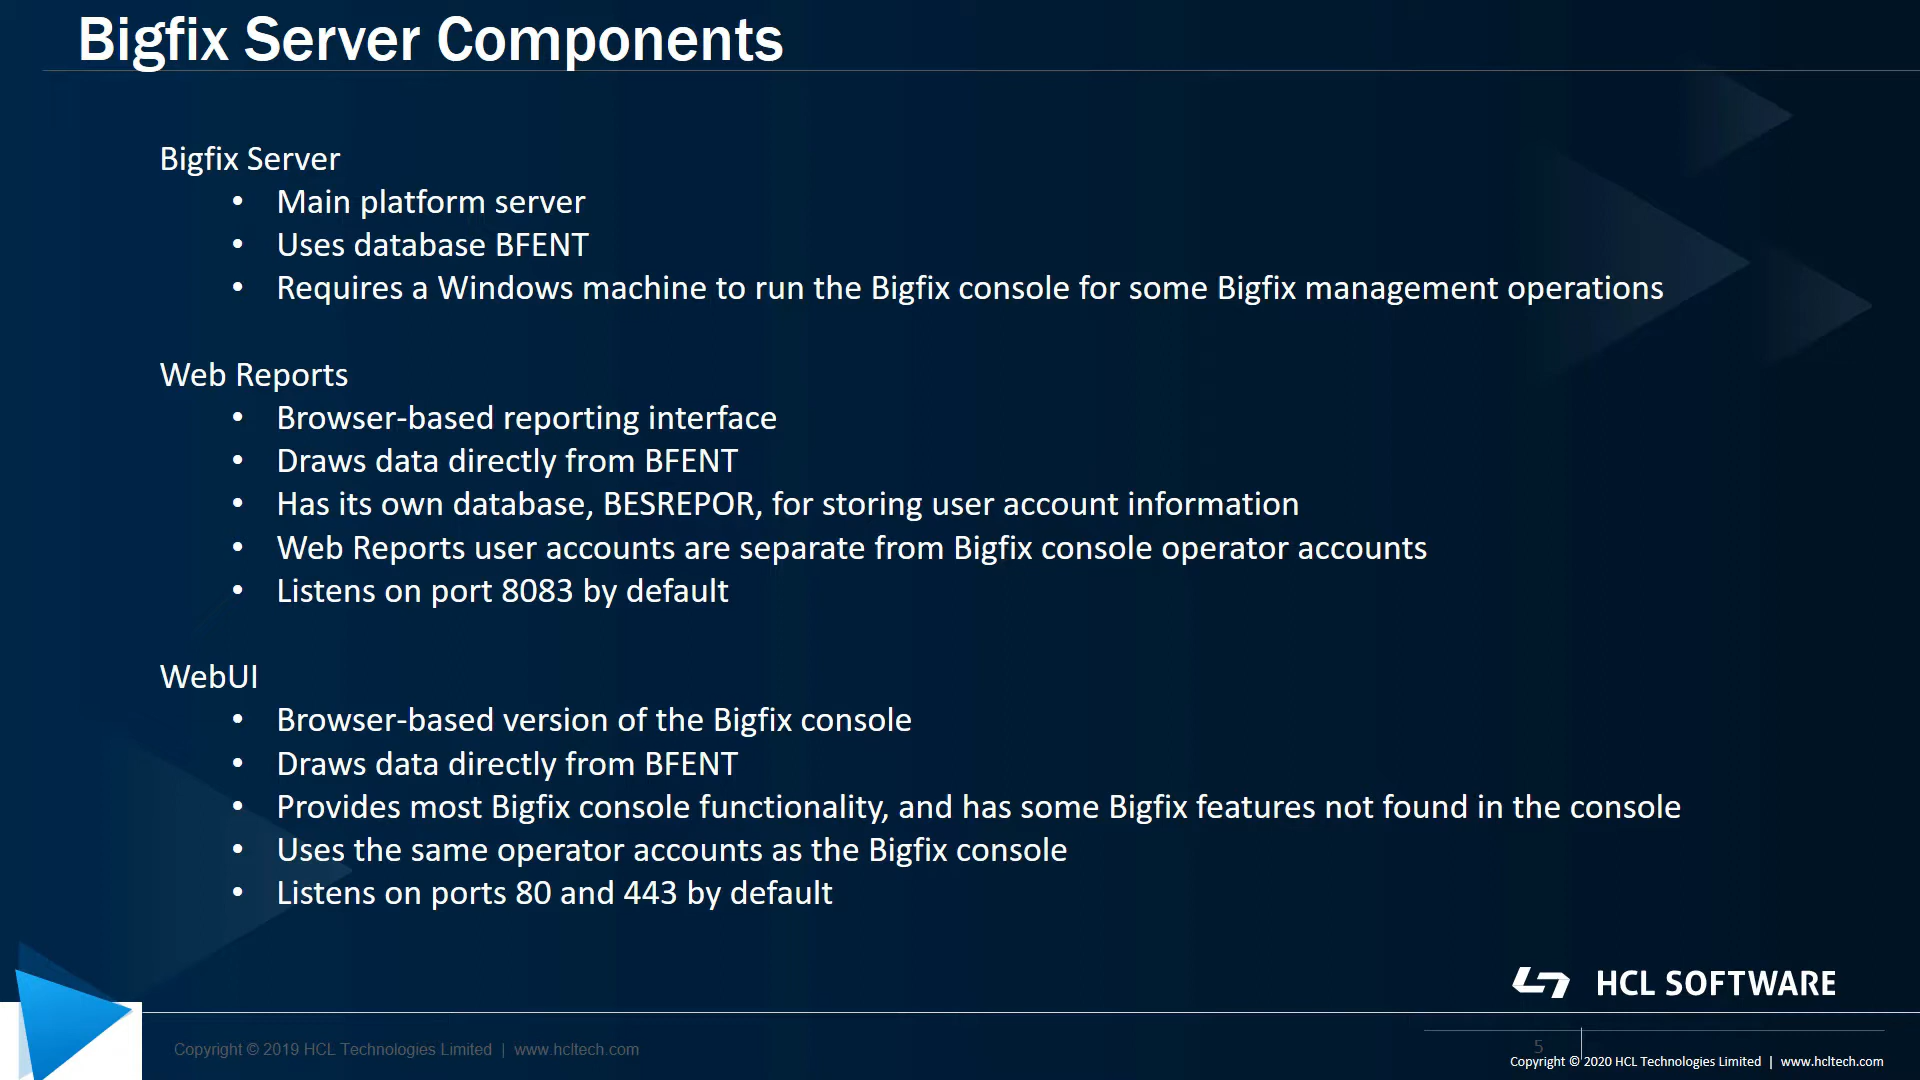 Bigfix Server Components
Bigfix Server
• Main platform server
• Uses database BFENT
• Requires a Windows machine to run the Bigfix console for some Bigfix management operations
Web Reports
• Browser-based reporting interface
• Draws data directly from BFENT
• Has its own database, BESREPOR, for storing user account information
• Web Reports user accounts are separate from Bigfix console operator accounts
• Listens on port 8083 by default
WebUI
• Browser-based version of the Bigfix console
• Draws data directly from BFENT
• Provides most Bigfix console functionality, and has some Bigfix features not found in the console
• Uses the same operator accounts as the Bigfix console
• Listens on ports 80 and 443 by default
HCL SOFTWARE
Copyright © 2019 HCL Technologies Limited | www.hcltech.com
5
Copyright © 2020 HCL Technologies Limited | www.hcltech.com